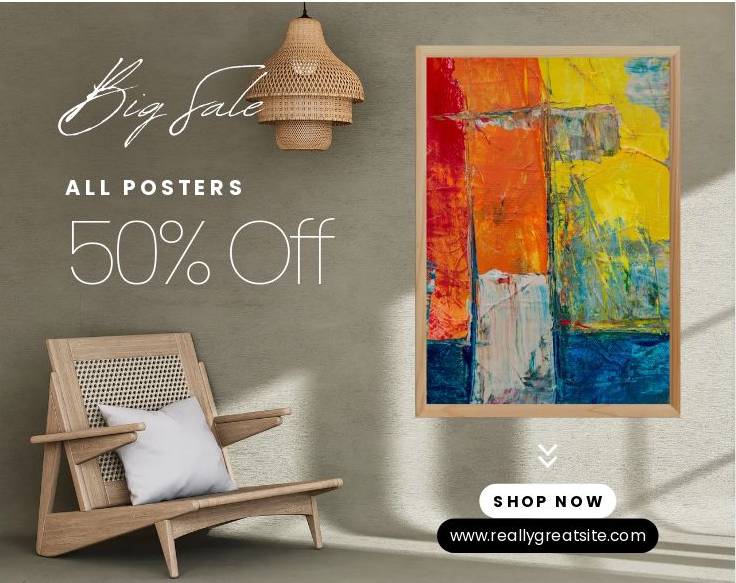 Big Sale
ALL POSTERS
50% Off
SHOP NOW
www.reallygreatsite.com